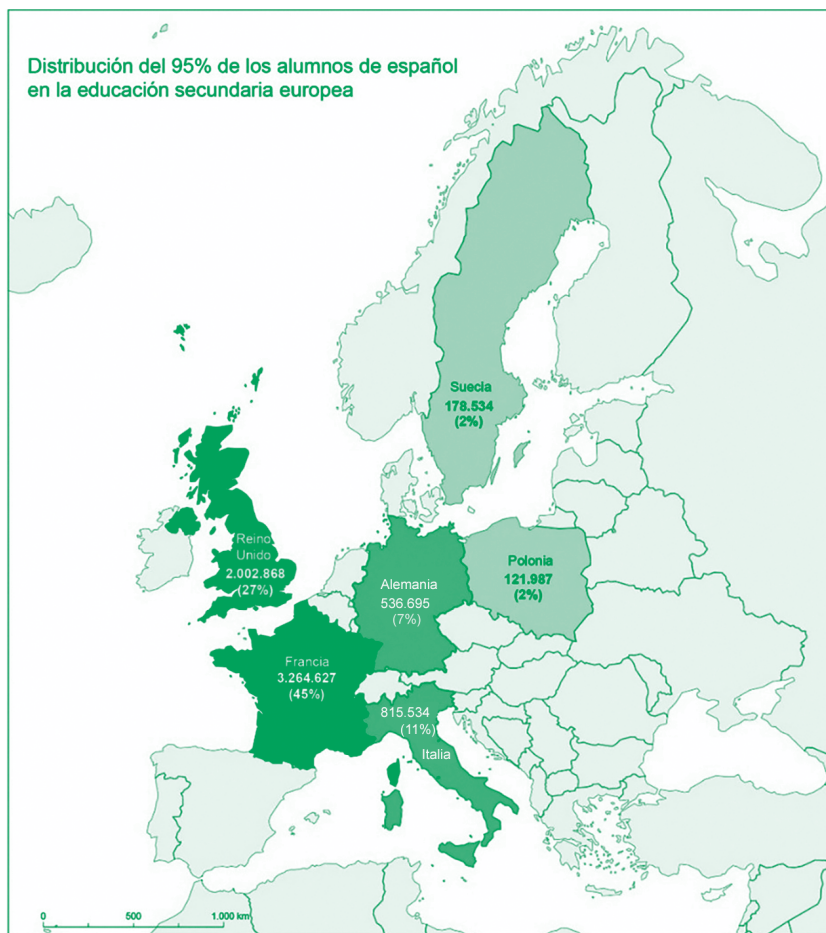 Distribución del 95% de los alumnos de español
en la educación secundaria europea
Suecia
178.534
(2%)
Reino
Unido
2.002.868
(27%)
Polonia
121.987
(2%)
Alemania
536.695
(7%)
Francia
3.264.627
(45%)
815.534
(11%)
Italia
0 500 1.000 km